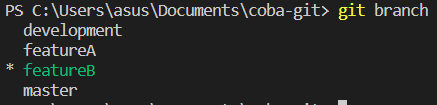 PS C:\Users\asus\Documents\coba-git> git branch
development
featureA
* featureB
master